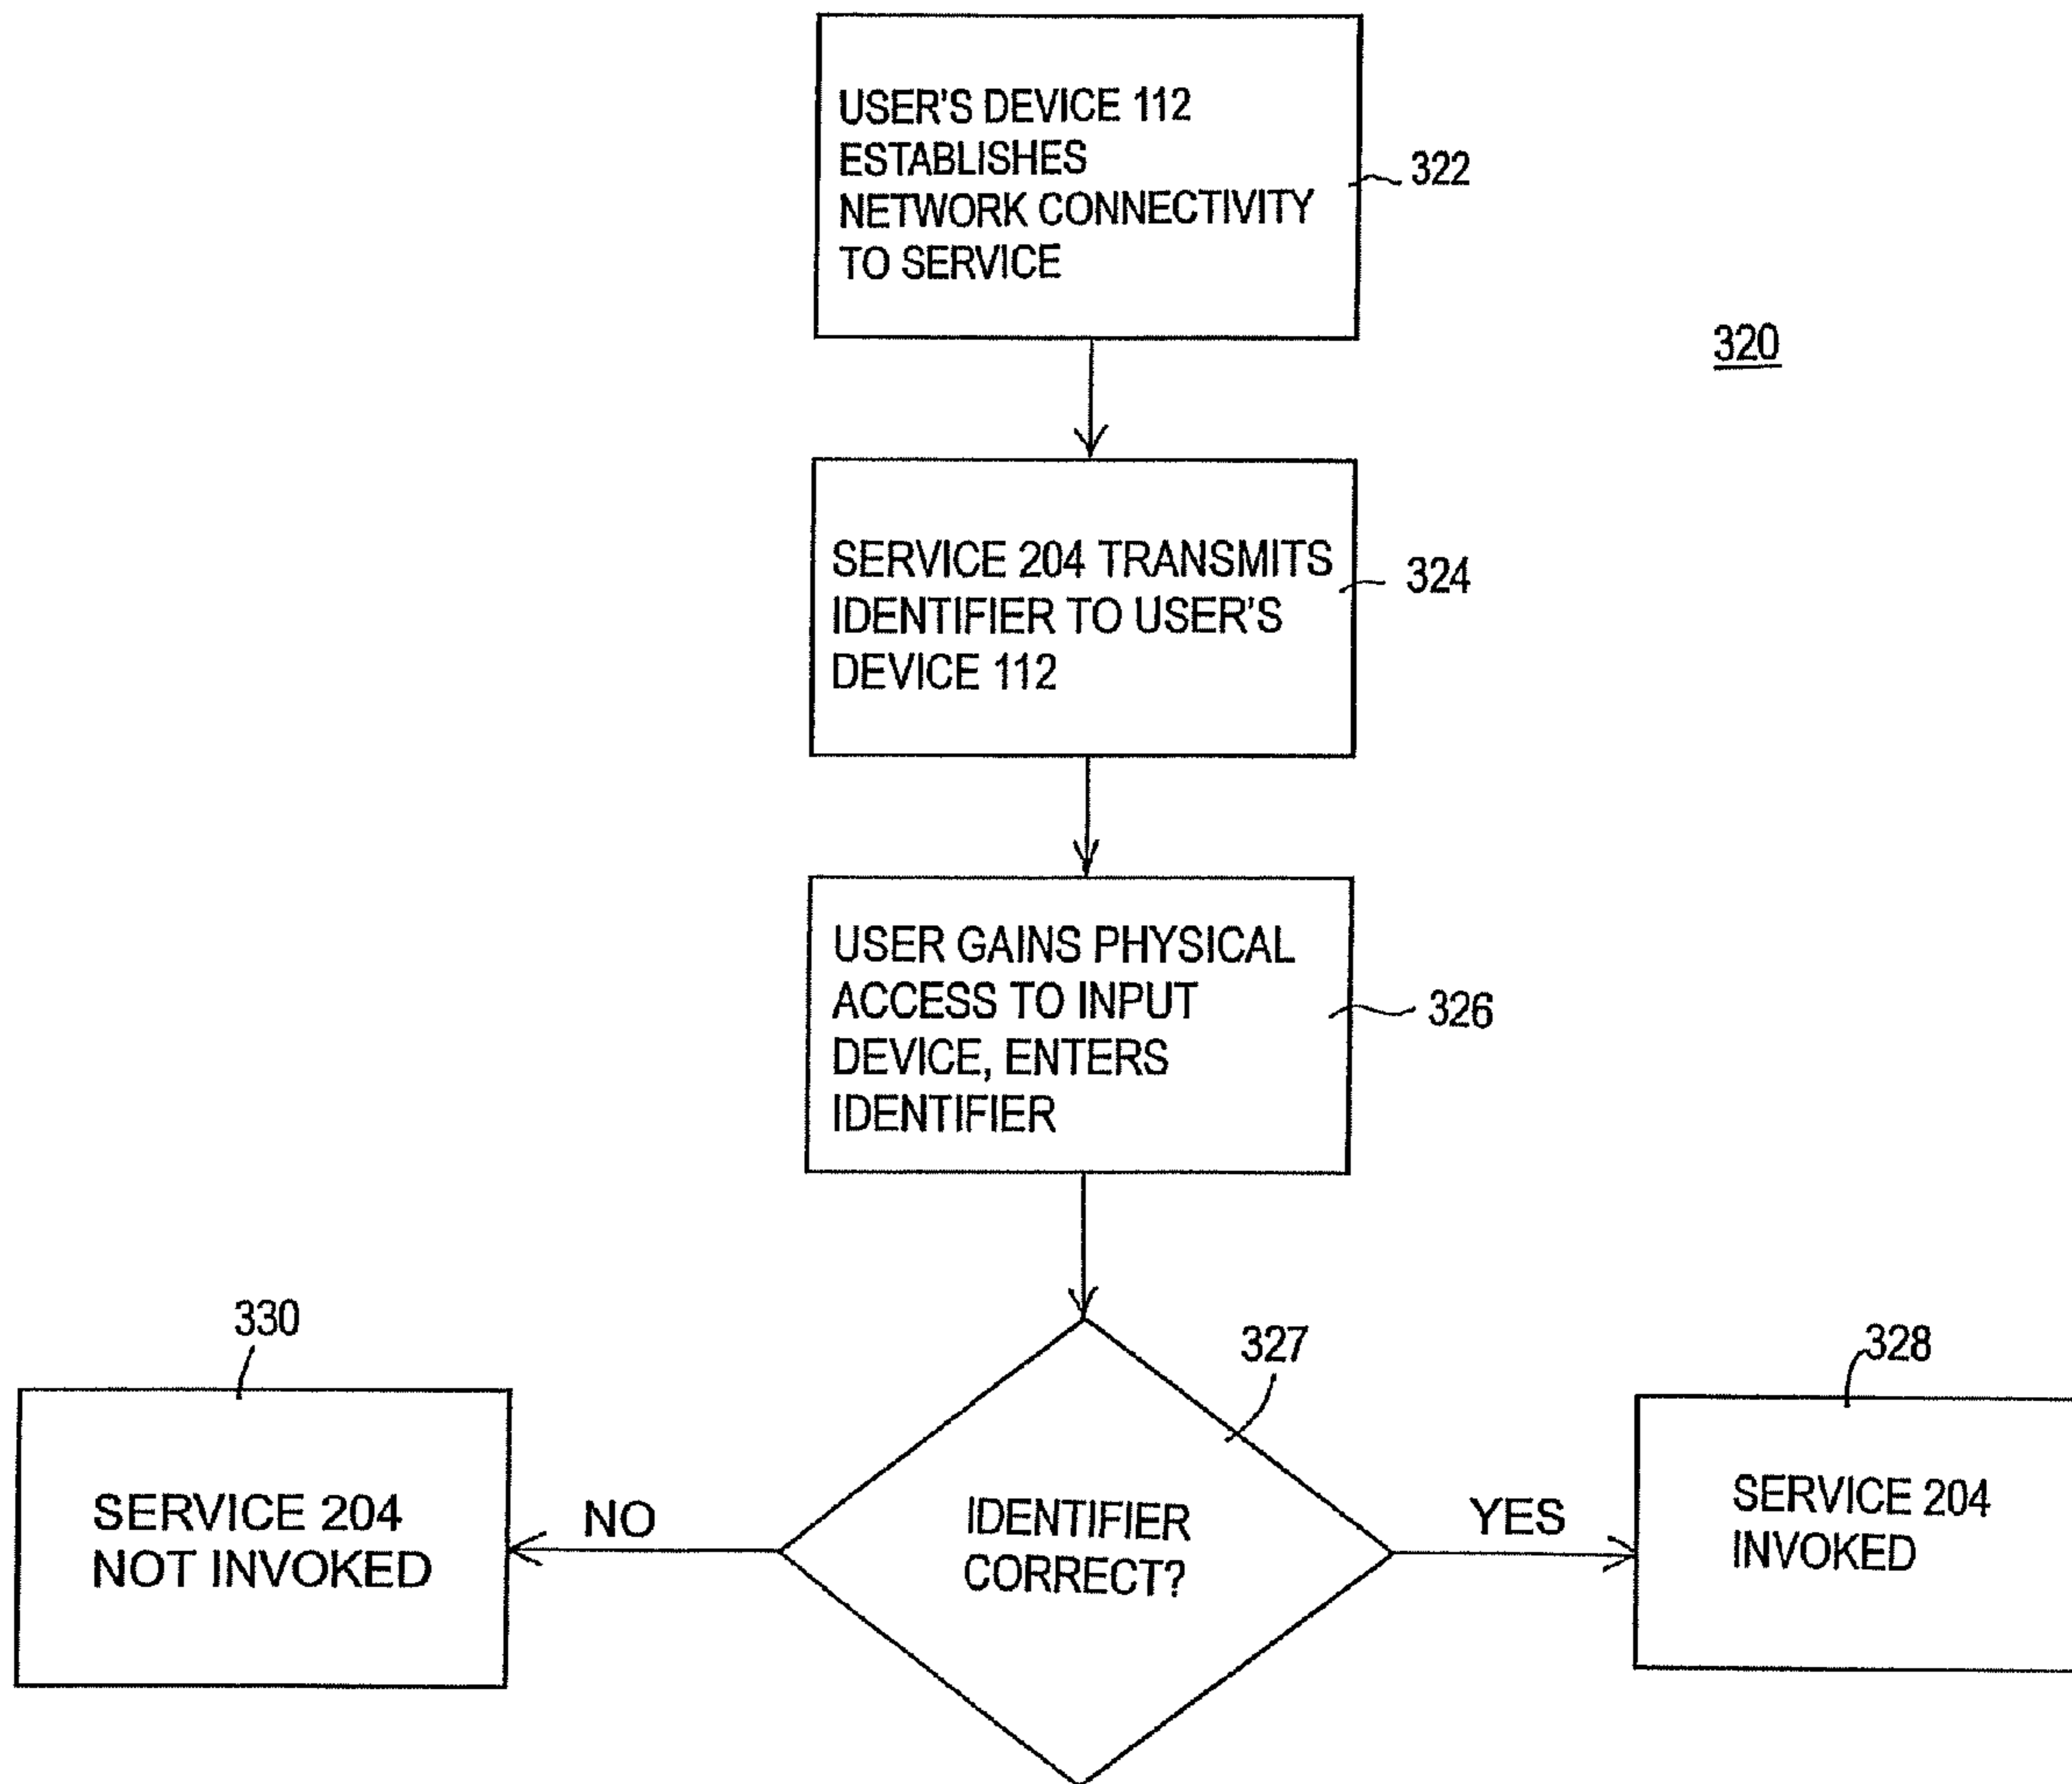 USER'S DEVICE 112
ESTABLISHES
NETWORK CONNECTIVITY
TO SERVICE
322
320
SERVICE 204 TRANSMITS
IDENTIFIER TO USER'S
DEVICE 112
324
USER GAINS PHYSICAL
ACCESS TO INPUT
DEVICE, ENTERS
IDENTIFIER
326
330
327
328
SERVICE 204
NOT INVOKED
NO
IDENTIFIER
CORRECT?
YES
SERVICE 204
INVOKED